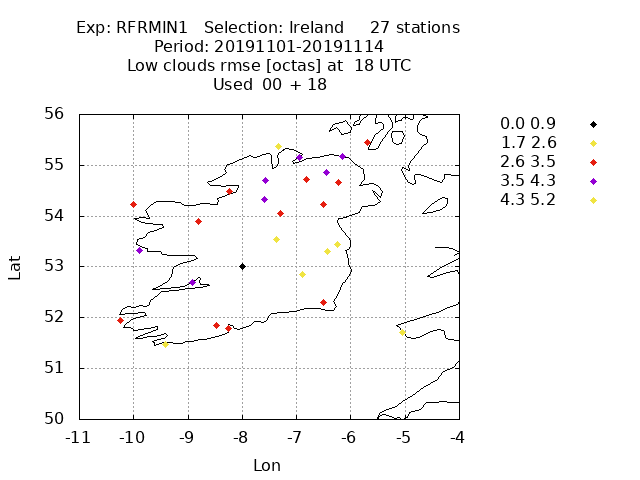 Exp: RFRMIN1 Selection: Ireland 27 stations
Period: 20191101-20191114
Low clouds rmse [octas] at 18 UTC
Used 00 + 18
56
55
54
53
52
51
50
-11 -10 -9 -8 -7 -6 -5 -4
Lat
Lon
0.0 0.9
1.7 2.6
2.6 3.5
3.5 4.3
4.3 5.2